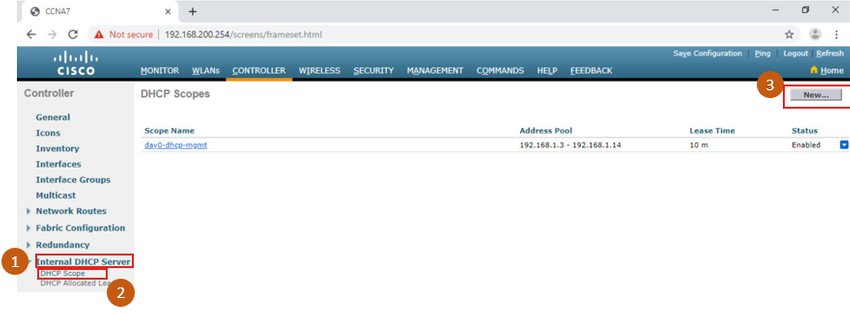 CCNA7
Not secure | 192.168.200.254/screens/frameset.html
Save Configuration Ping Logout Refresh
CISCO
MONITOR WLANs CONTROLLER WIRELESS SECURITY MANAGEMENT COMMANDS HELP FEEDBACK Home
Controller DHCP Scopes 3 New...
General
Icons Scope Name Address Pool Lease Time Status
Inventory day0-dhcp-mgmt 192.168.1.3 - 192.168.1.14 10 m Enabled
Interfaces
Interface Groups
Multicast
Network Routes
Fabric Configuration
Redundancy
1 Internal DHCP Server
DHCP Scope
DHCP Allocated 2